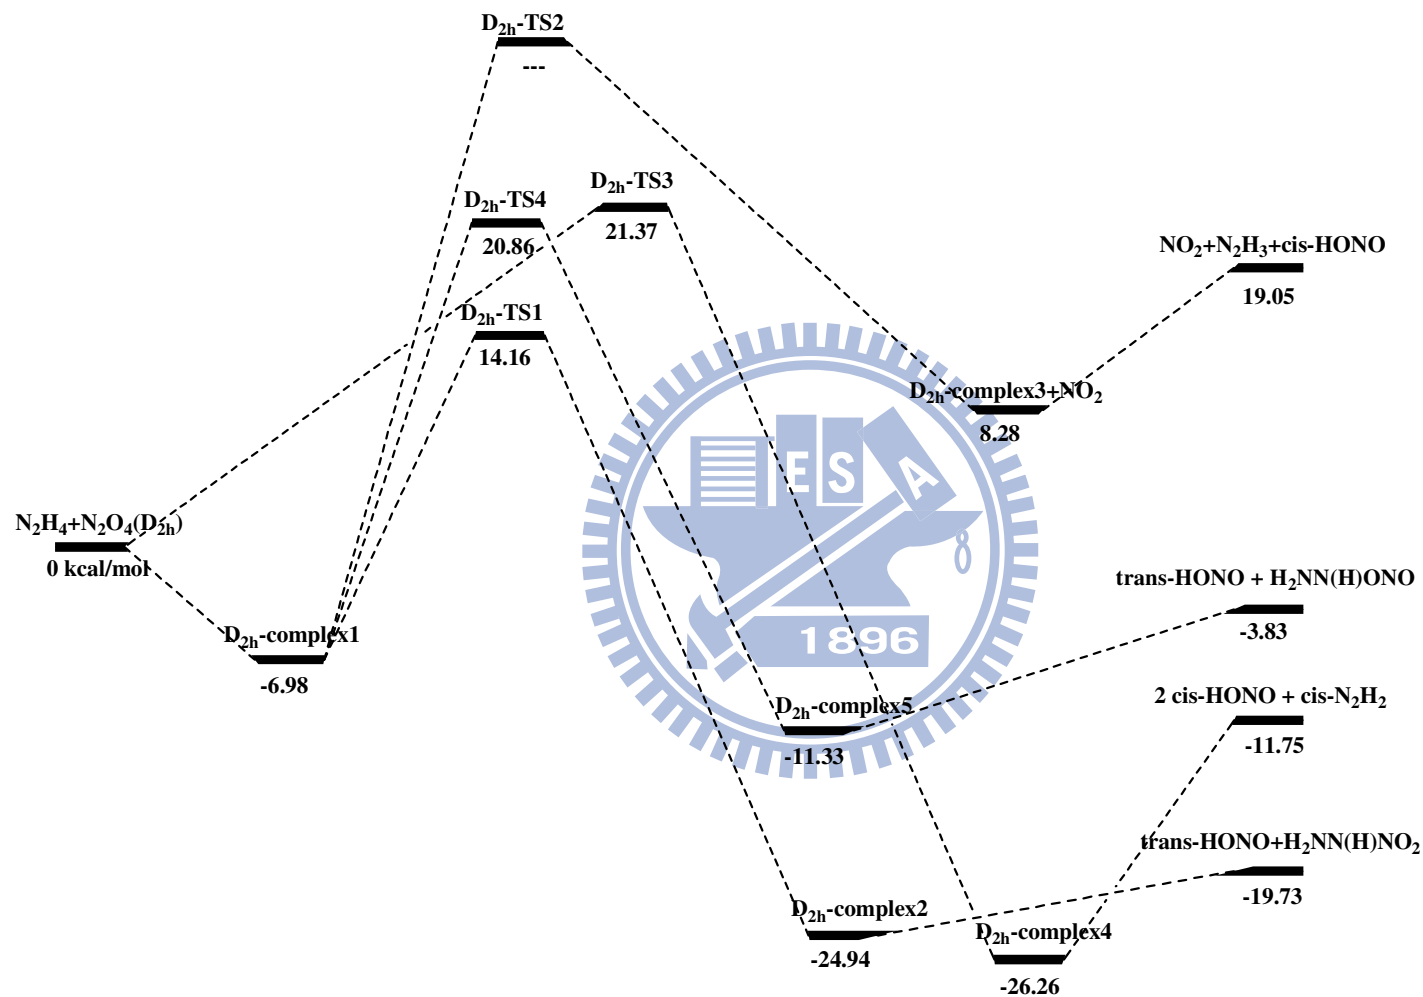 D₂ₕ-TS2
---
D₂ₕ-TS3
D₂ₕ-TS4
21.37
20.86
NO₂+N₂H₃+cis-HONO
19.05
D₂ₕ-TS1
14.16
D₂ₕ-complex3+NO₂
8.28
E S A 8
N₂H₄+N₂O₄(D₂ₕ)
0 kcal/mol
trans-HONO + H₂NN(H)ONO
-3.83
D₂ₕ-complex1
-6.98
1896
2 cis-HONO + cis-N₂H₂
-11.75
D₂ₕ-complex5
-11.33
trans-HONO+H₂NN(H)NO₂
-19.73
D₂ₕ-complex2
-24.94
D₂ₕ-complex4
-26.26